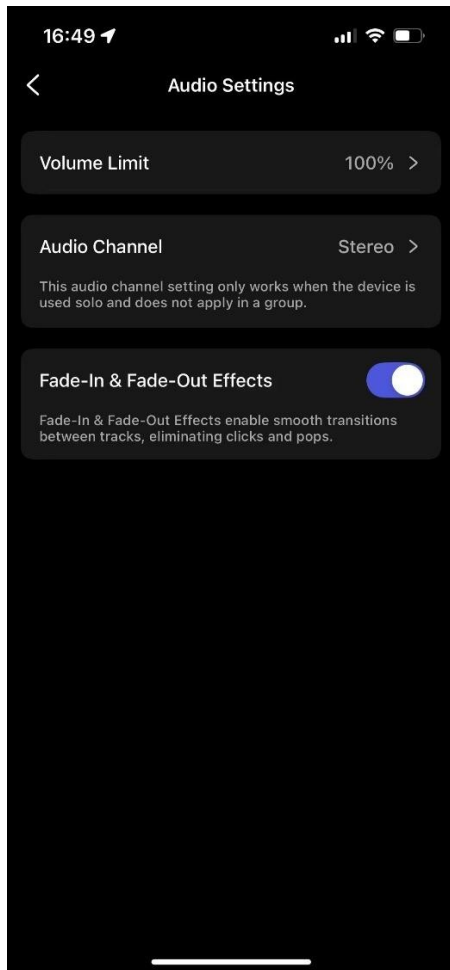 16:49
Audio Settings
Volume Limit 100%
Audio Channel Stereo
This audio channel setting only works when the device is
used solo and does not apply in a group.
Fade-In & Fade-Out Effects
Fade-In & Fade-Out Effects enable smooth transitions
between tracks, eliminating clicks and pops.